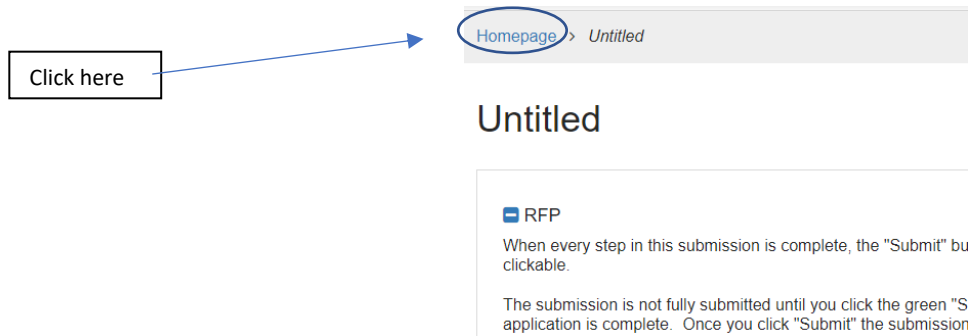 Homepage > Untitled
Click here
Untitled
RFP
When every step in this submission is complete, the "Submit"
clickable.
The submission is not fully submitted until you click the green
application is complete. Once you click "Submit" the submission